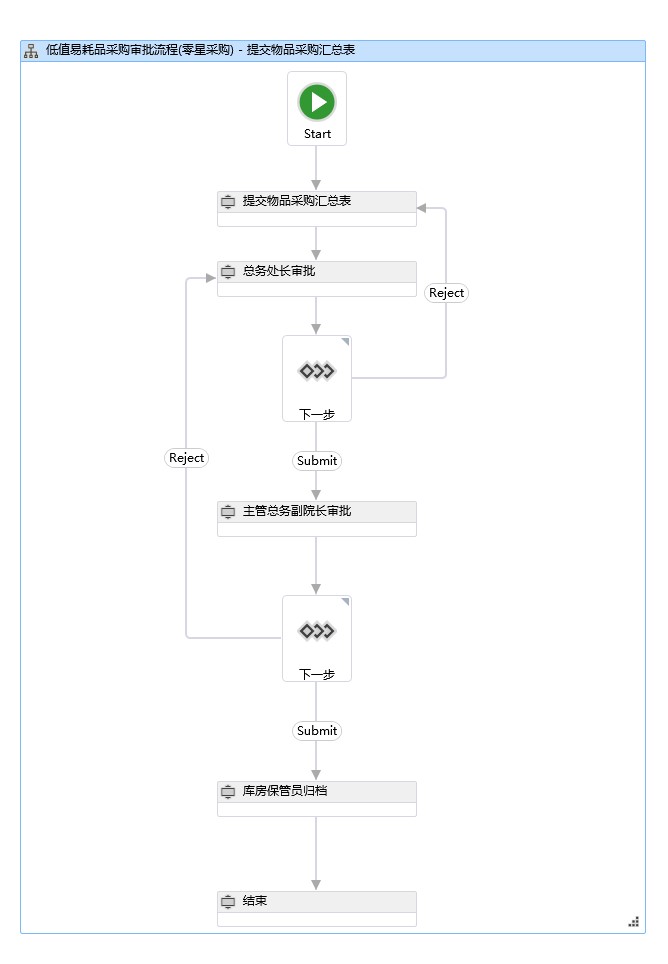 低值易耗品采购审批流程(零星采购) - 提交物品采购汇总表
Start
提交物品采购汇总表
总务处长审批
Reject
下一步
Reject
Submit
主管总务副院长审批
下一步
Submit
库房保管员归档
结束